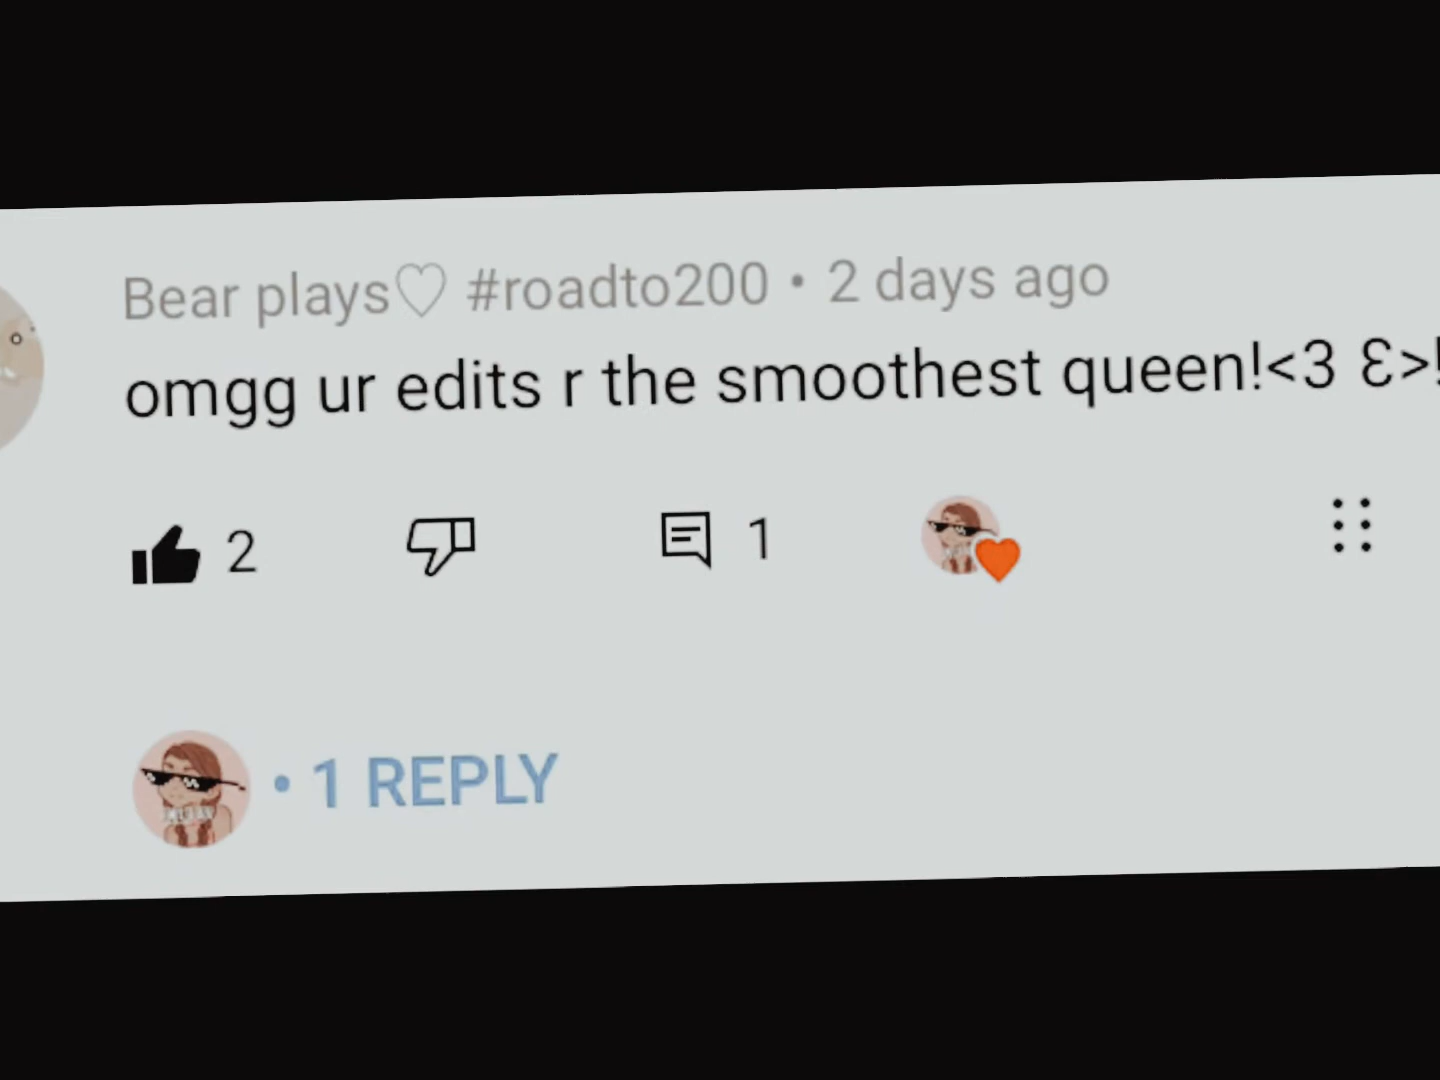 Bear plays♡ #roadto200 • 2 days ago
omgg ur edits r the smoothest queen!<3 Ɛ>!
2
1
• 1 REPLY